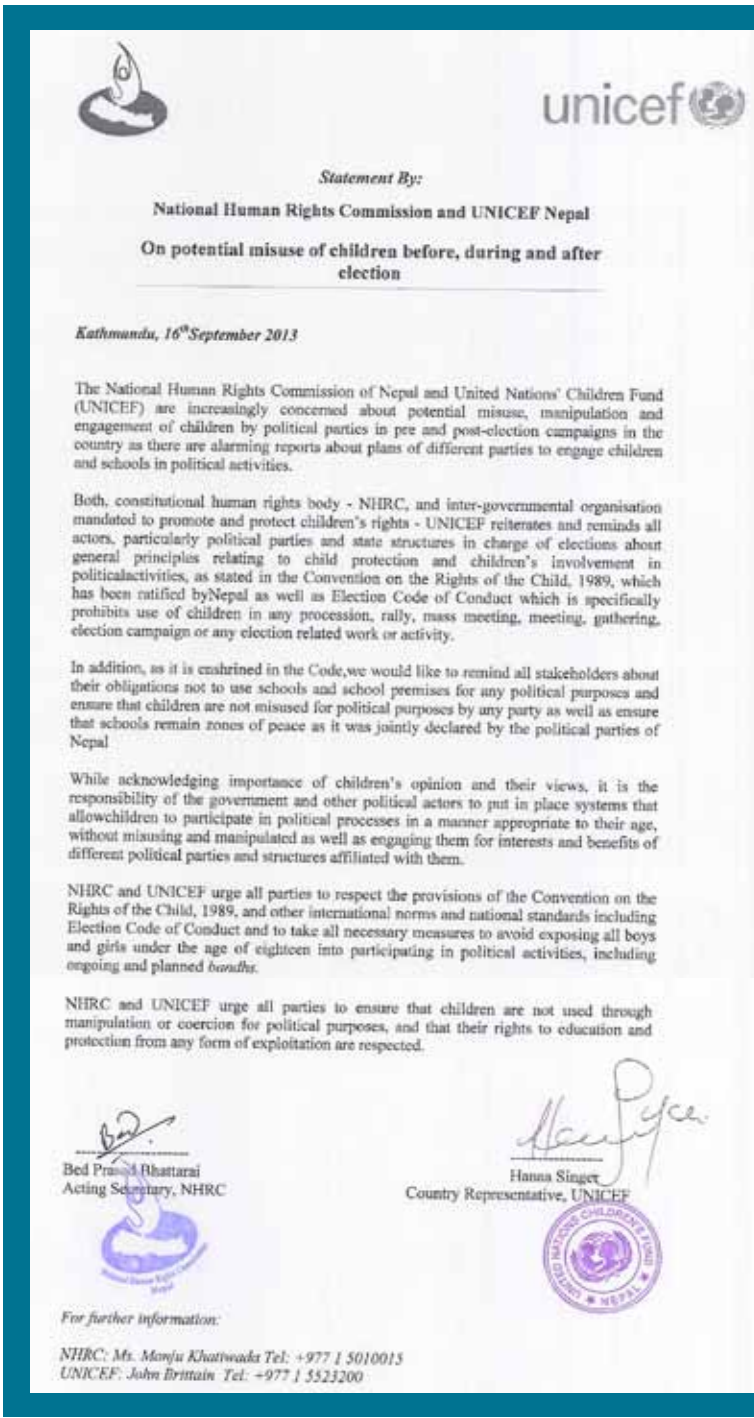 unicef
Statement By:
National Human Rights Commission and UNICEF Nepal
On potential misuse of children before, during and after
election
Kathmandu, 16th September 2013
The National Human Rights Commission of Nepal and United Nations' Children Fund
(UNICEF) are increasingly concerned about potential misuse, manipulation and
engagement of children by political parties in pre and post-election campaigns in the
country as there are alarming reports about plans of different parties to engage children
and schools in political activities.
Both, constitutional human rights body - NHRC, and inter-governmental organisation
mandated to promote and protect children's rights - UNICEF reiterates and reminds all
actors, particularly political parties and state structures in charge of elections about
general principles relating to child protection and children's involvement in
politicalactivities, as stated in the Convention on the Rights of the Child, 1989, which
has been ratified byNepal as well as Election Code of Conduct which is specifically
prohibits use of children in any procession, rally, mass meeting, meeting, gathering,
election campaign or any election related work or activity.
In addition, as it is enshrined in the Code,we would like to remind all stakeholders about
their obligations not to use schools and school premises for any political purposes and
ensure that children are not misused for political purposes by any party as well as ensure
that schools remain zones of peace as it was jointly declared by the political parties of
Nepal
While acknowledging importance of children's opinion and their views, it is the
responsibility of the government and other political actors to put in place systems that
allowchildren to participate in political processes in a manner appropriate to their age,
without misusing and manipulated as well as engaging them for interests and benefits of
different political parties and structures affiliated with them.
NHRC and UNICEF urge all parties to respect the provisions of the Convention on the
Rights of the Child, 1989, and other international norms and national standards including
Election Code of Conduct and to take all necessary measures to avoid exposing all boys
and girls under the age of eighteen into participating in political activities, including
ongoing and planned bandhs.
NHRC and UNICEF urge all parties to ensure that children are not used through
manipulation or coercion for political purposes, and that their rights to education and
protection from any form of exploitation are respected.
Bed Prasad Bhattarai
Acting Secretary, NHRC
National Human Rights Commission
Nepal
Hanna Singer
Country Representative, UNICEF
UNITED NATIONS CHILDREN'S FUND
NEPAL
For further information:
NHRC: Ms. Manju Khatiwada Tel: +977 1 5010015
UNICEF: John Brittain Tel: +977 1 5523200